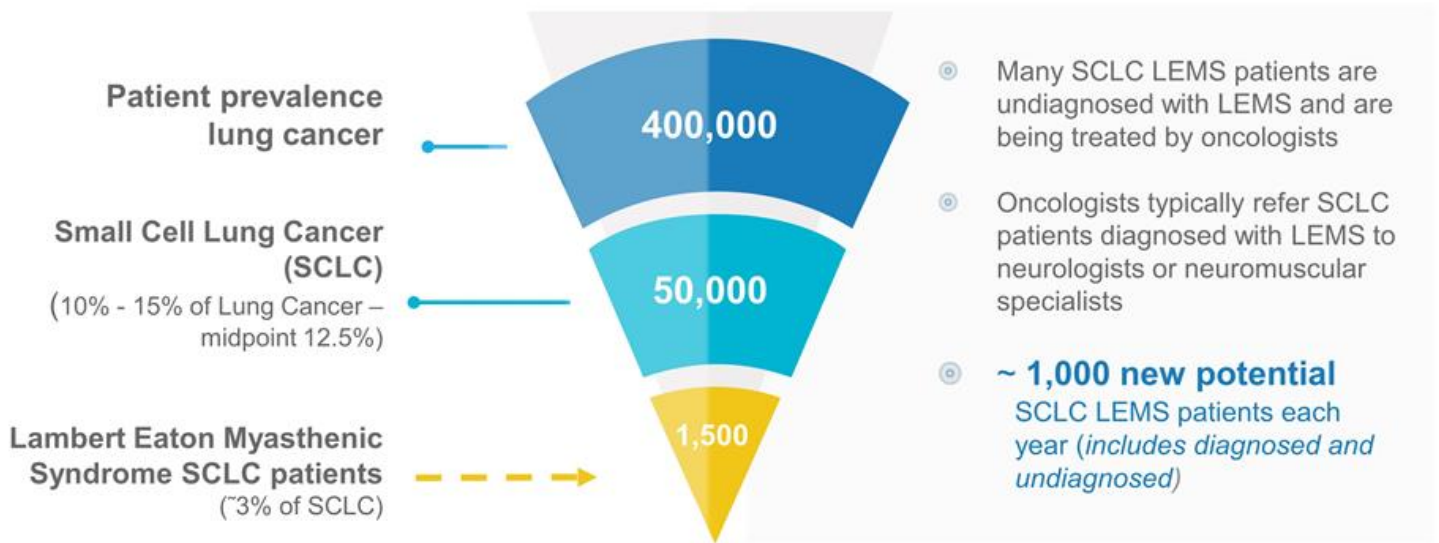 Patient prevalence
lung cancer
400,000
Small Cell Lung Cancer
(SCLC)
(10% - 15% of Lung Cancer –
midpoint 12.5%)
50,000
Lambert Eaton Myasthenic
Syndrome SCLC patients
(˜3% of SCLC)
1,500
Many SCLC LEMS patients are
undiagnosed with LEMS and are
being treated by oncologists
Oncologists typically refer SCLC
patients diagnosed with LEMS to
neurologists or neuromuscular
specialists
~ 1,000 new potential
SCLC LEMS patients each
year (includes diagnosed and
undiagnosed)